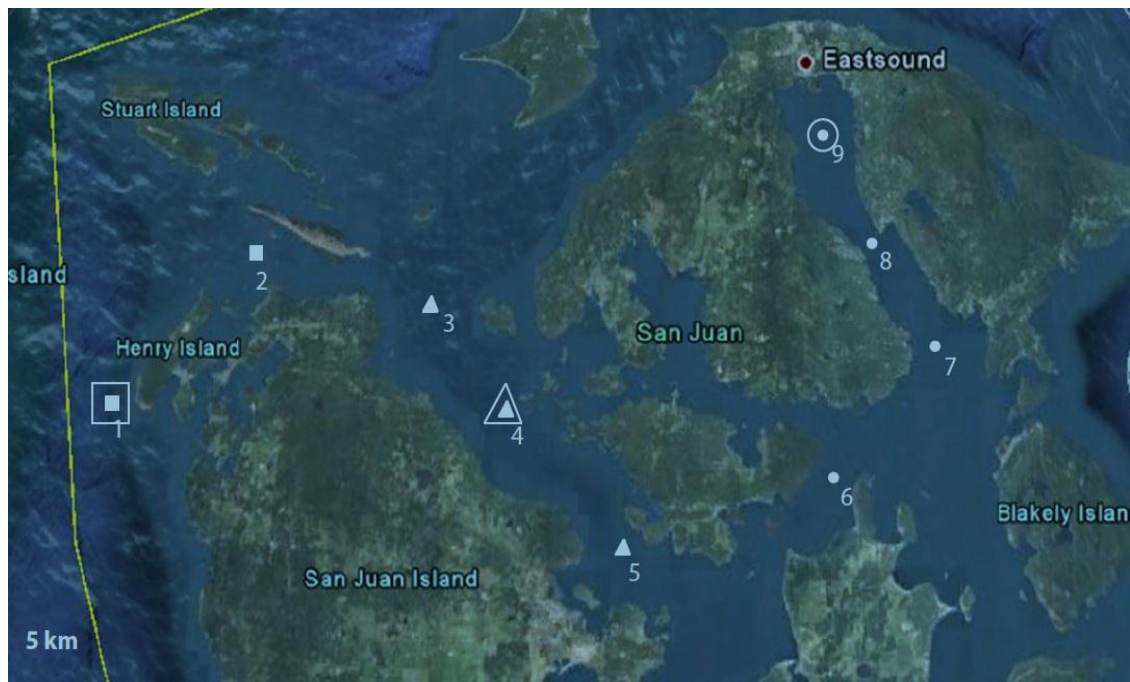 Eastsound
Stuart Island
9
8
sland
2
3
San Juan
Henry Island
7
1
4
6
Blakely Islan
5
San Juan Island
5 km